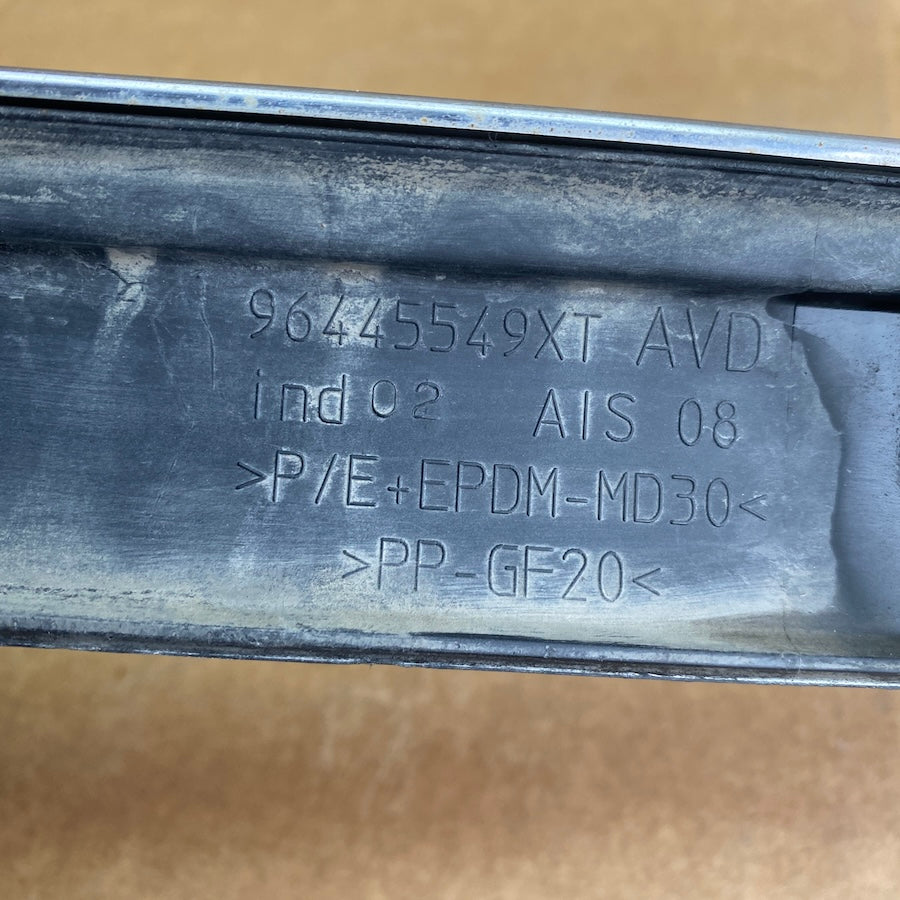 96445549XT AVD
ind 02 AIS 08
>P/E+EPDM-MD30<
>PP-GF20<